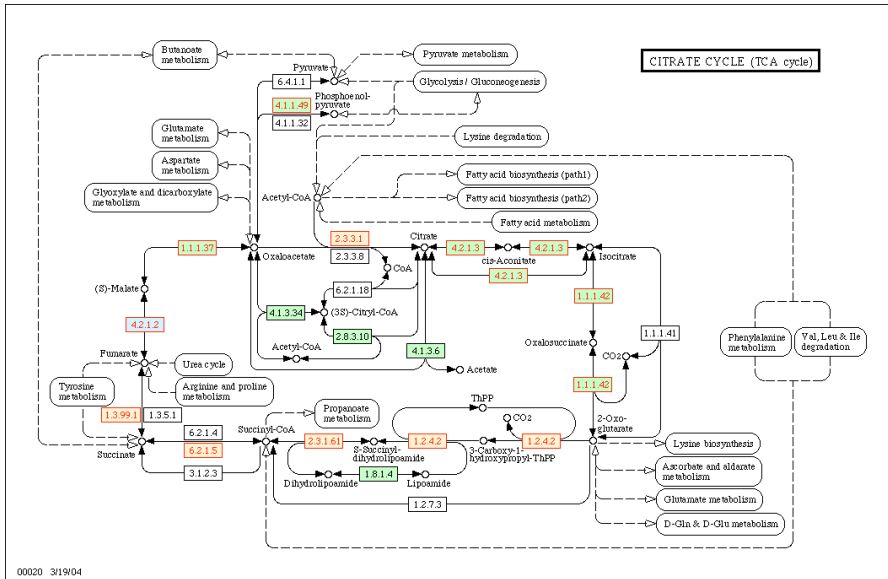 Butanoate
metabolism
Pyruvate
Pyruvate metabolism
CITRATE CYCLE (TCA cycle)
6.4.1.1
Glycolysis / Gluconeogenesis
4.1.1.49
Phosphoenol-
pyruvate
4.1.1.32
Glutamate
metabolism
Lysine degradation
Aspartate
metabolism
Fatty acid biosynthesis (path1)
Glyoxylate and dicarboxylate
metabolism
Acetyl-CoA
Fatty acid biosynthesis (path2)
Fatty acid metabolism
1.1.1.37
Oxaloacetate
2.3.3.1
2.3.3.8
Citrate
4.2.1.3
4.2.1.3
cis-Aconitate
Isocitrate
CoA
4.2.1.3
(S)-Malate
6.2.1.18
1.1.1.42
4.1.3.34
(3S)-Citryl-CoA
4.2.1.2
2.8.3.10
1.1.1.41
Oxalosuccinate
Phenylalanine
metabolism
Val, Leu & Ile
degradation
Acetyl-CoA
4.1.3.6
CO2
Fumarate
Urea cycle
Acetate
1.1.1.42
Tyrosine
metabolism
Arginine and proline
metabolism
1.3.99.1
1.3.5.1
Propanoate
metabolism
ThPP
CO2
2-Oxo-
glutarate
6.2.1.4
Succinyl-CoA
2.3.1.61
1.2.4.2
1.2.4.2
Lysine biosynthesis
Succinate
6.2.1.5
S-Succinyl-
dihydrolipoamide
3-Carboxy-1-
hydroxypropyl-ThPP
3.1.2.3
Ascorbate and aldarate
metabolism
Dihydrolipoamide
1.8.1.4
Lipoamide
Glutamate metabolism
1.2.7.3
D-Gln & D-Glu metabolism
00020 3/19/04